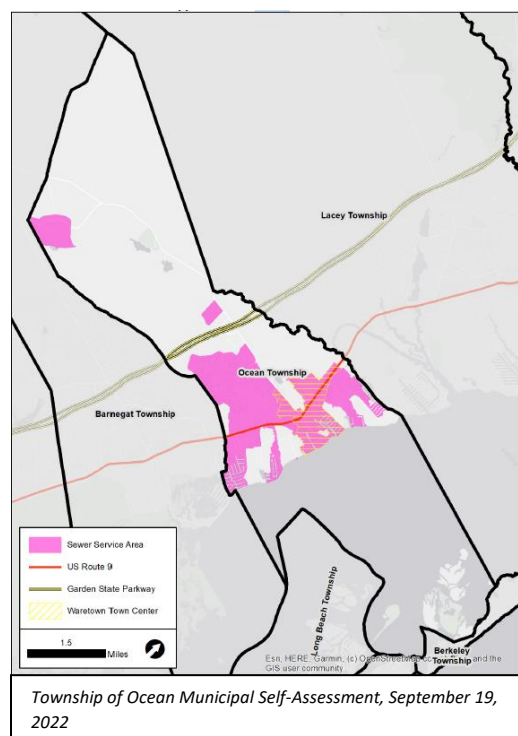 Lacey Township
Ocean Township
Barnegat Township
Sewer Service Area
US Route 9
Garden State Parkway
Waretown Town Center
1.5
Miles
Long Beach Township
Berkeley
Township
Esri, HERE, Garmin, (c) OpenStreetMap and the
GIS user community
Township of Ocean Municipal Self-Assessment, September 19,
2022